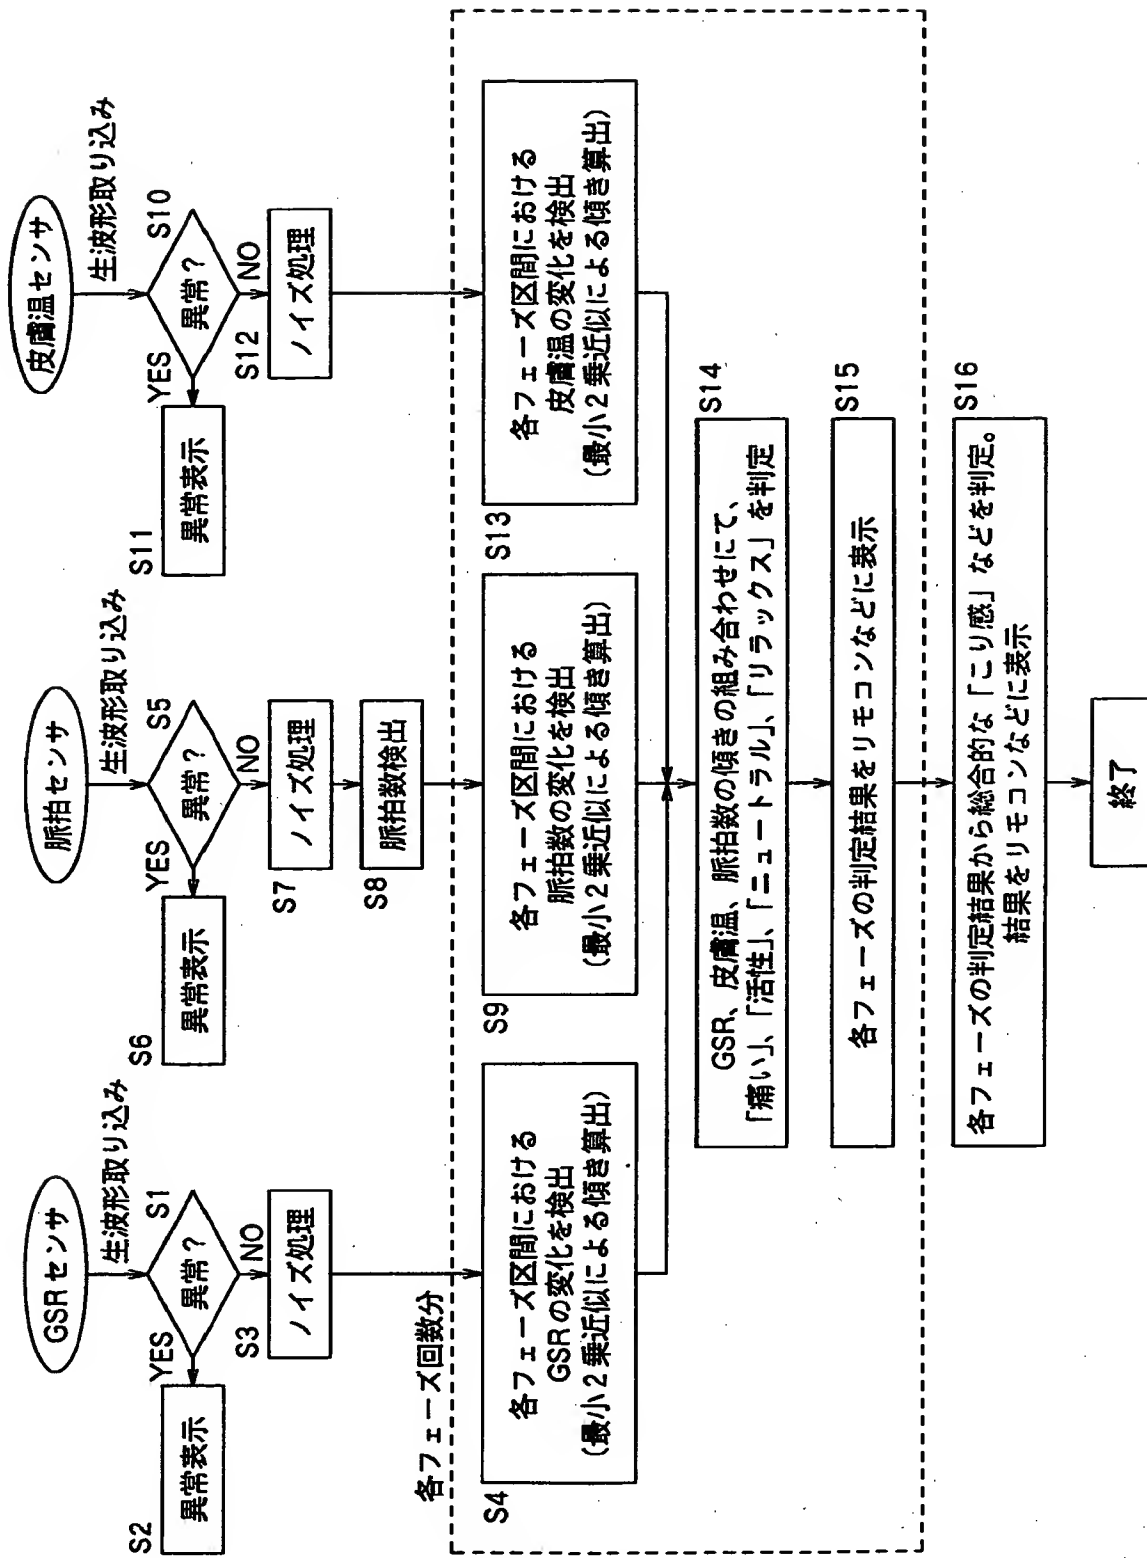 GSRセンサ
生波形取り込み
S1
異常?
YES
NO
S2
異常表示
S3
ノイズ処理
脈拍センサ
生波形取り込み
S5
異常?
YES
NO
S6
異常表示
S7
ノイズ処理
S8
脈拍数検出
皮膚温センサ
生波形取り込み
S10
異常?
YES
NO
S11
異常表示
S12
ノイズ処理
各フェーズ回数分
S4
各フェーズ区間における
GSRの変化を検出
(最小2乗近似による傾き算出)
S9
各フェーズ区間における
脈拍数の変化を検出
(最小2乗近似による傾き算出)
S13
各フェーズ区間における
皮膚温の変化を検出
(最小2乗近似による傾き算出)
S14
GSR、皮膚温、脈拍数の傾きの組み合わせにて、
「痛い」、「活性」、「ニュートラル」、「リラックス」を判定
S15
各フェーズの判定結果をリモコンなどに表示
S16
各フェーズの判定結果から総合的な「こり感」などを判定。
結果をリモコンなどに表示
終了